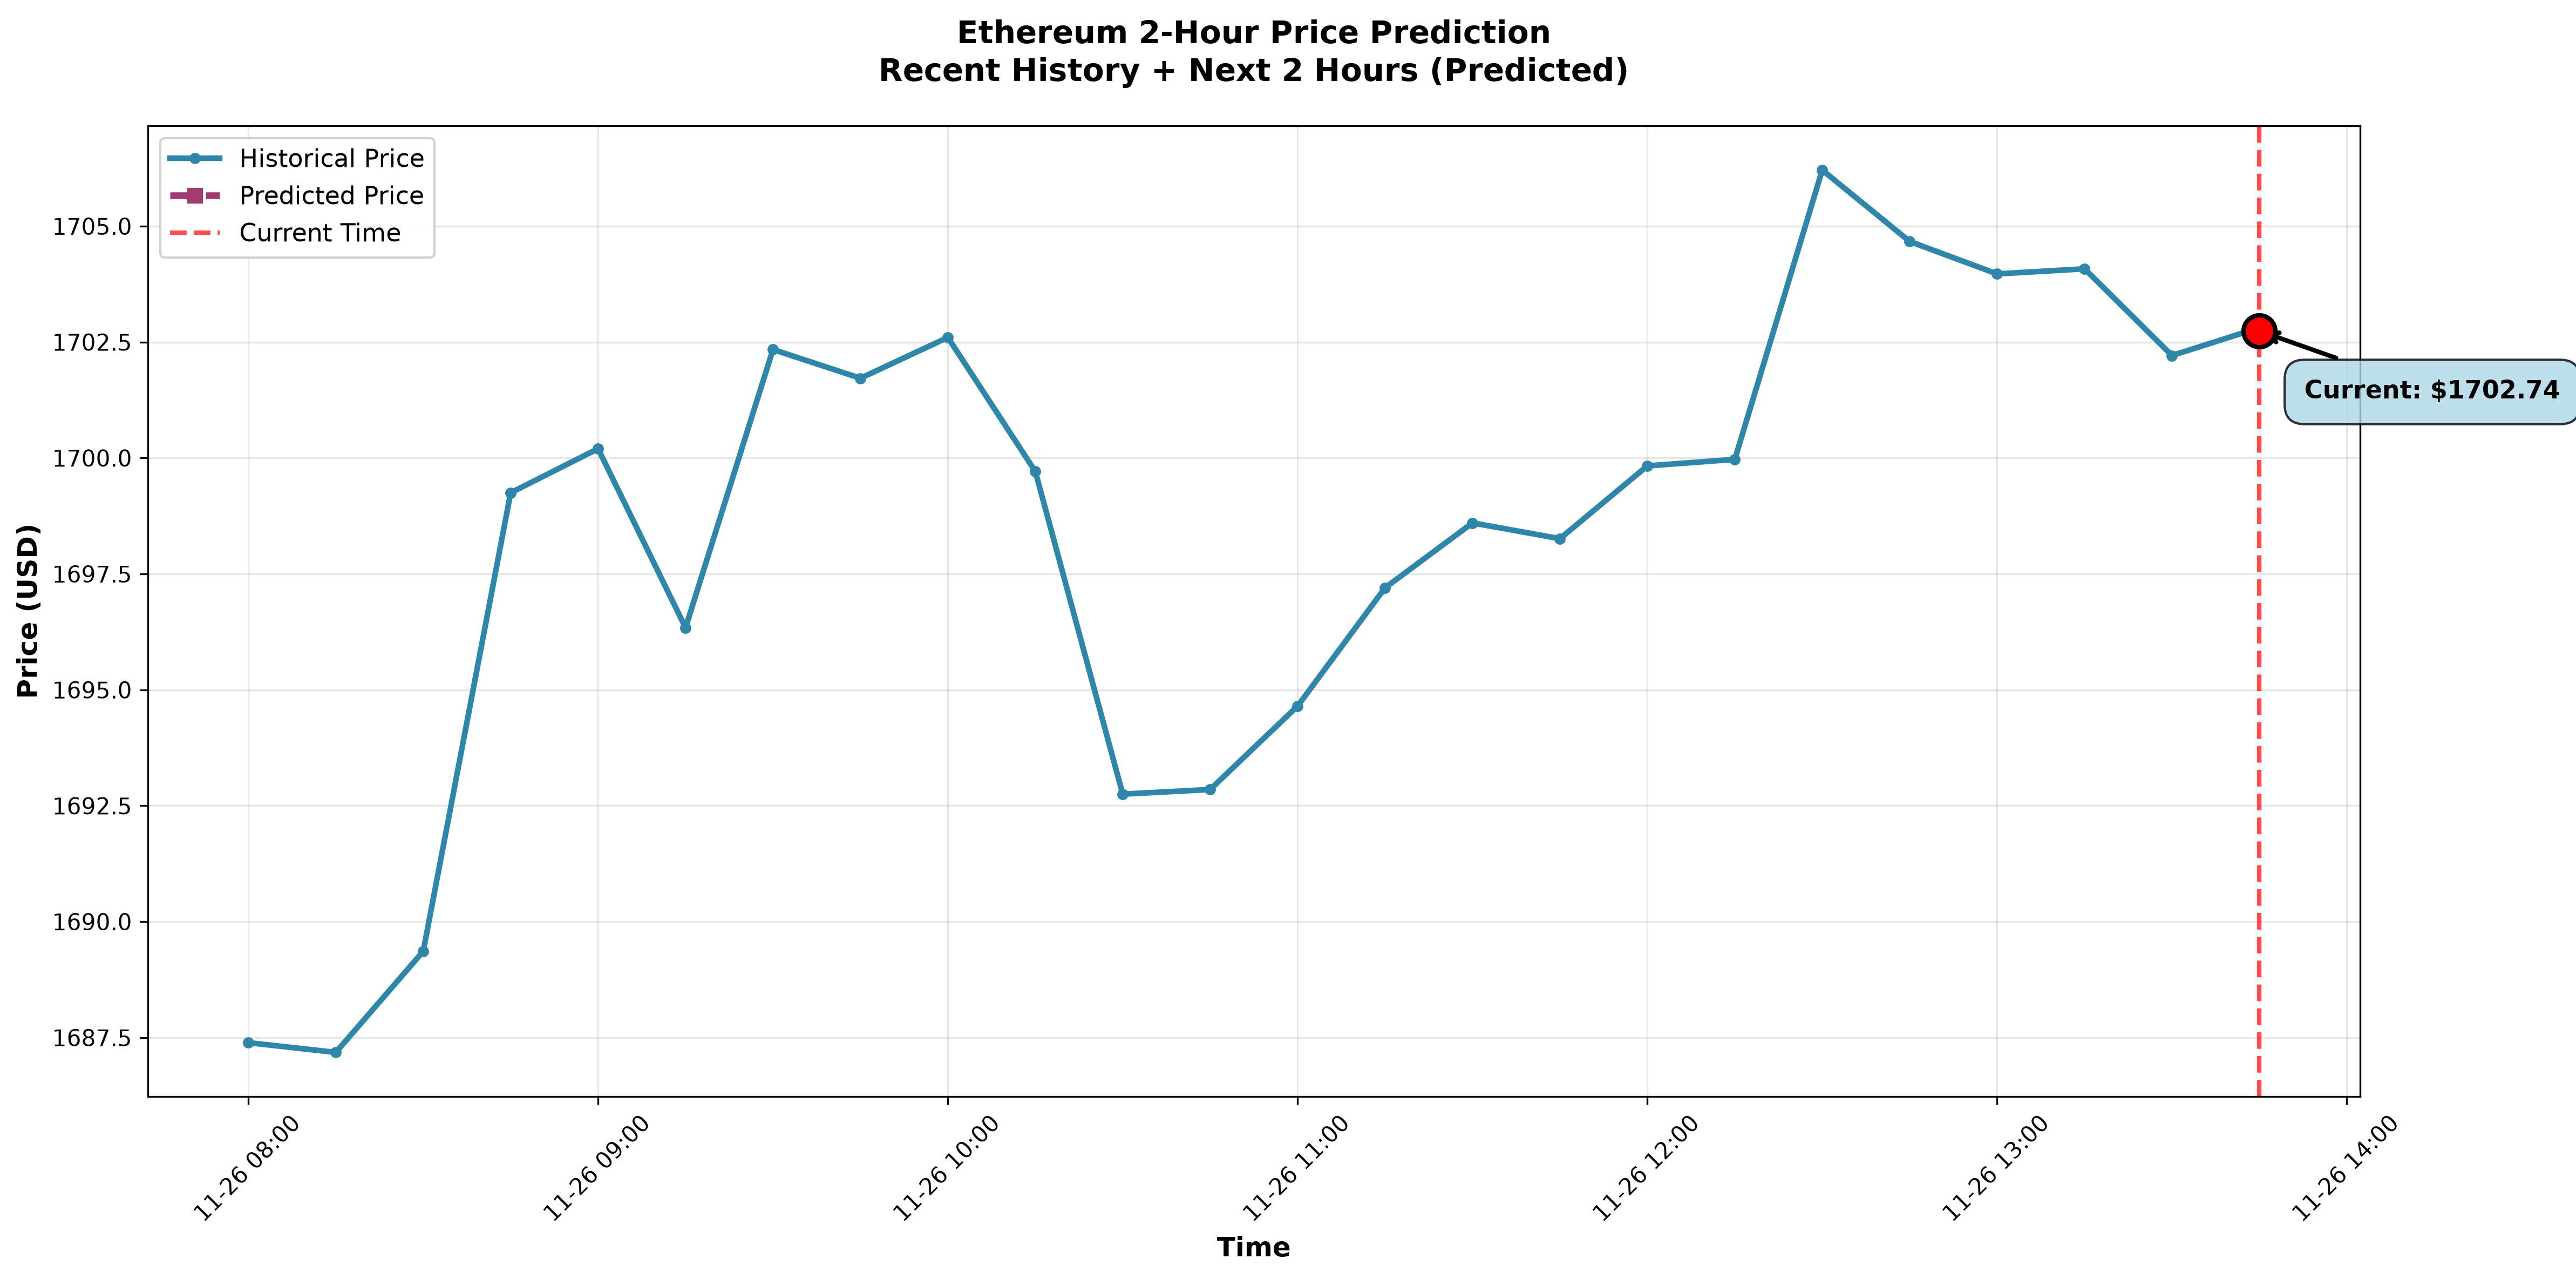 Ethereum 2-Hour Price Prediction
Recent History + Next 2 Hours (Predicted)
Historical Price
Predicted Price
Current Time
Price (USD)
1705.0
1702.5
1700.0
1697.5
1695.0
1692.5
1690.0
1687.5
Current: $1702.74
11-26 08:00
11-26 09:00
11-26 10:00
11-26 11:00
11-26 12:00
11-26 13:00
11-26 14:00
Time